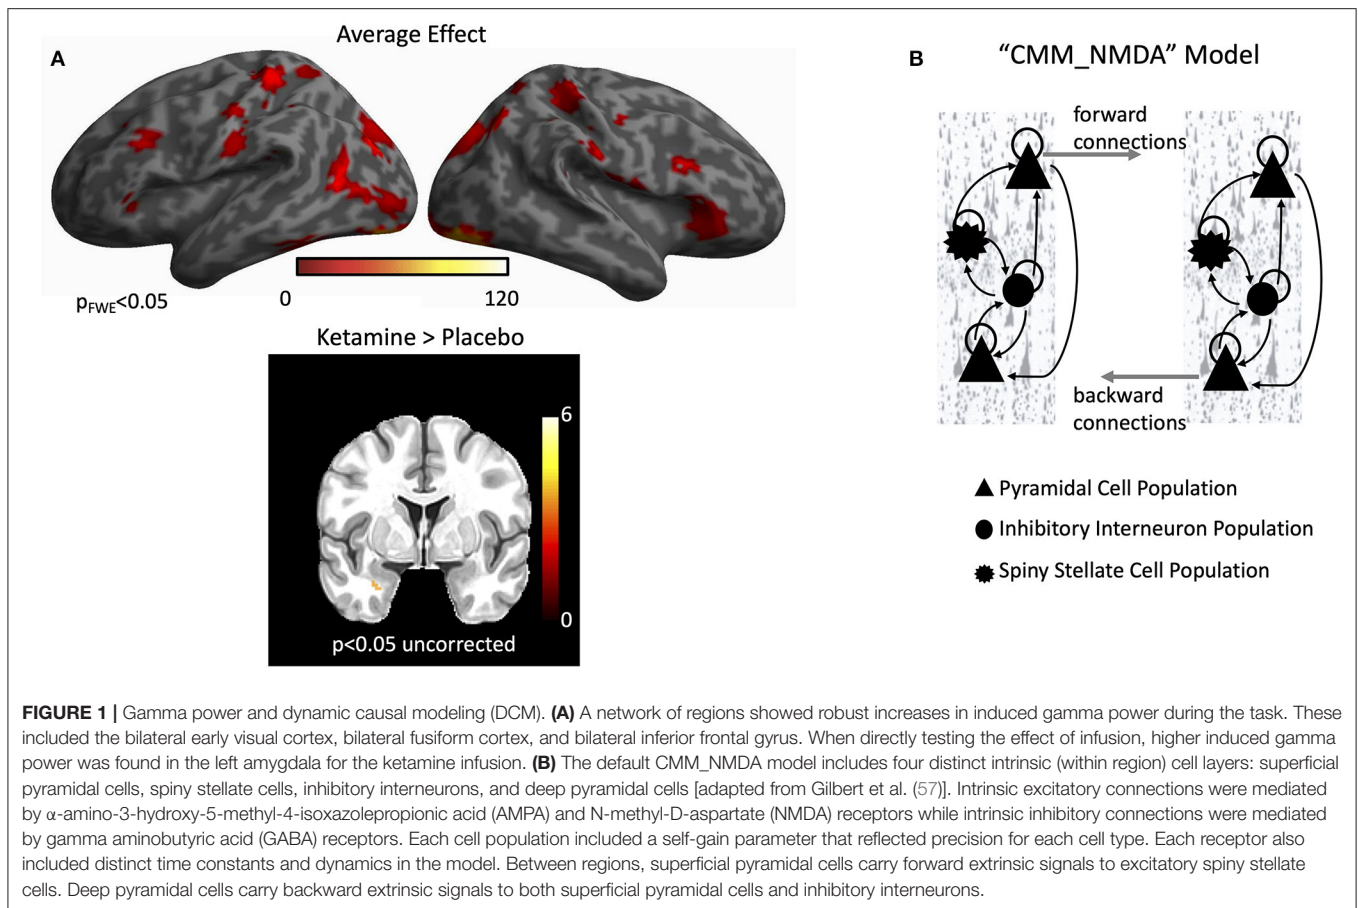 Average Effect
A
pFWE<0.05
0
120
Ketamine > Placebo
6
0
p<0.05 uncorrected
B
“CMM_NMDA” Model
forward
connections
backward
connections
Pyramidal Cell Population
Inhibitory Interneuron Population
Spiny Stellate Cell Population
FIGURE 1 | Gamma power and dynamic causal modeling (DCM). (A) A network of regions showed robust increases in induced gamma power during the task. These
included the bilateral early visual cortex, bilateral fusiform cortex, and bilateral inferior frontal gyrus. When directly testing the effect of infusion, higher induced gamma
power was found in the left amygdala for the ketamine infusion. (B) The default CMM_NMDA model includes four distinct intrinsic (within region) cell layers: superficial
pyramidal cells, spiny stellate cells, inhibitory interneurons, and deep pyramidal cells [adapted from Gilbert et al. (57)]. Intrinsic excitatory connections were mediated
by α-amino-3-hydroxy-5-methyl-4-isoxazolepropionic acid (AMPA) and N-methyl-D-aspartate (NMDA) receptors while intrinsic inhibitory connections were mediated
by gamma aminobutyric acid (GABA) receptors. Each cell population included a self-gain parameter that reflected precision for each cell type. Each receptor also
included distinct time constants and dynamics in the model. Between regions, superficial pyramidal cells carry forward extrinsic signals to excitatory spiny stellate
cells. Deep pyramidal cells carry backward extrinsic signals to both superficial pyramidal cells and inhibitory interneurons.